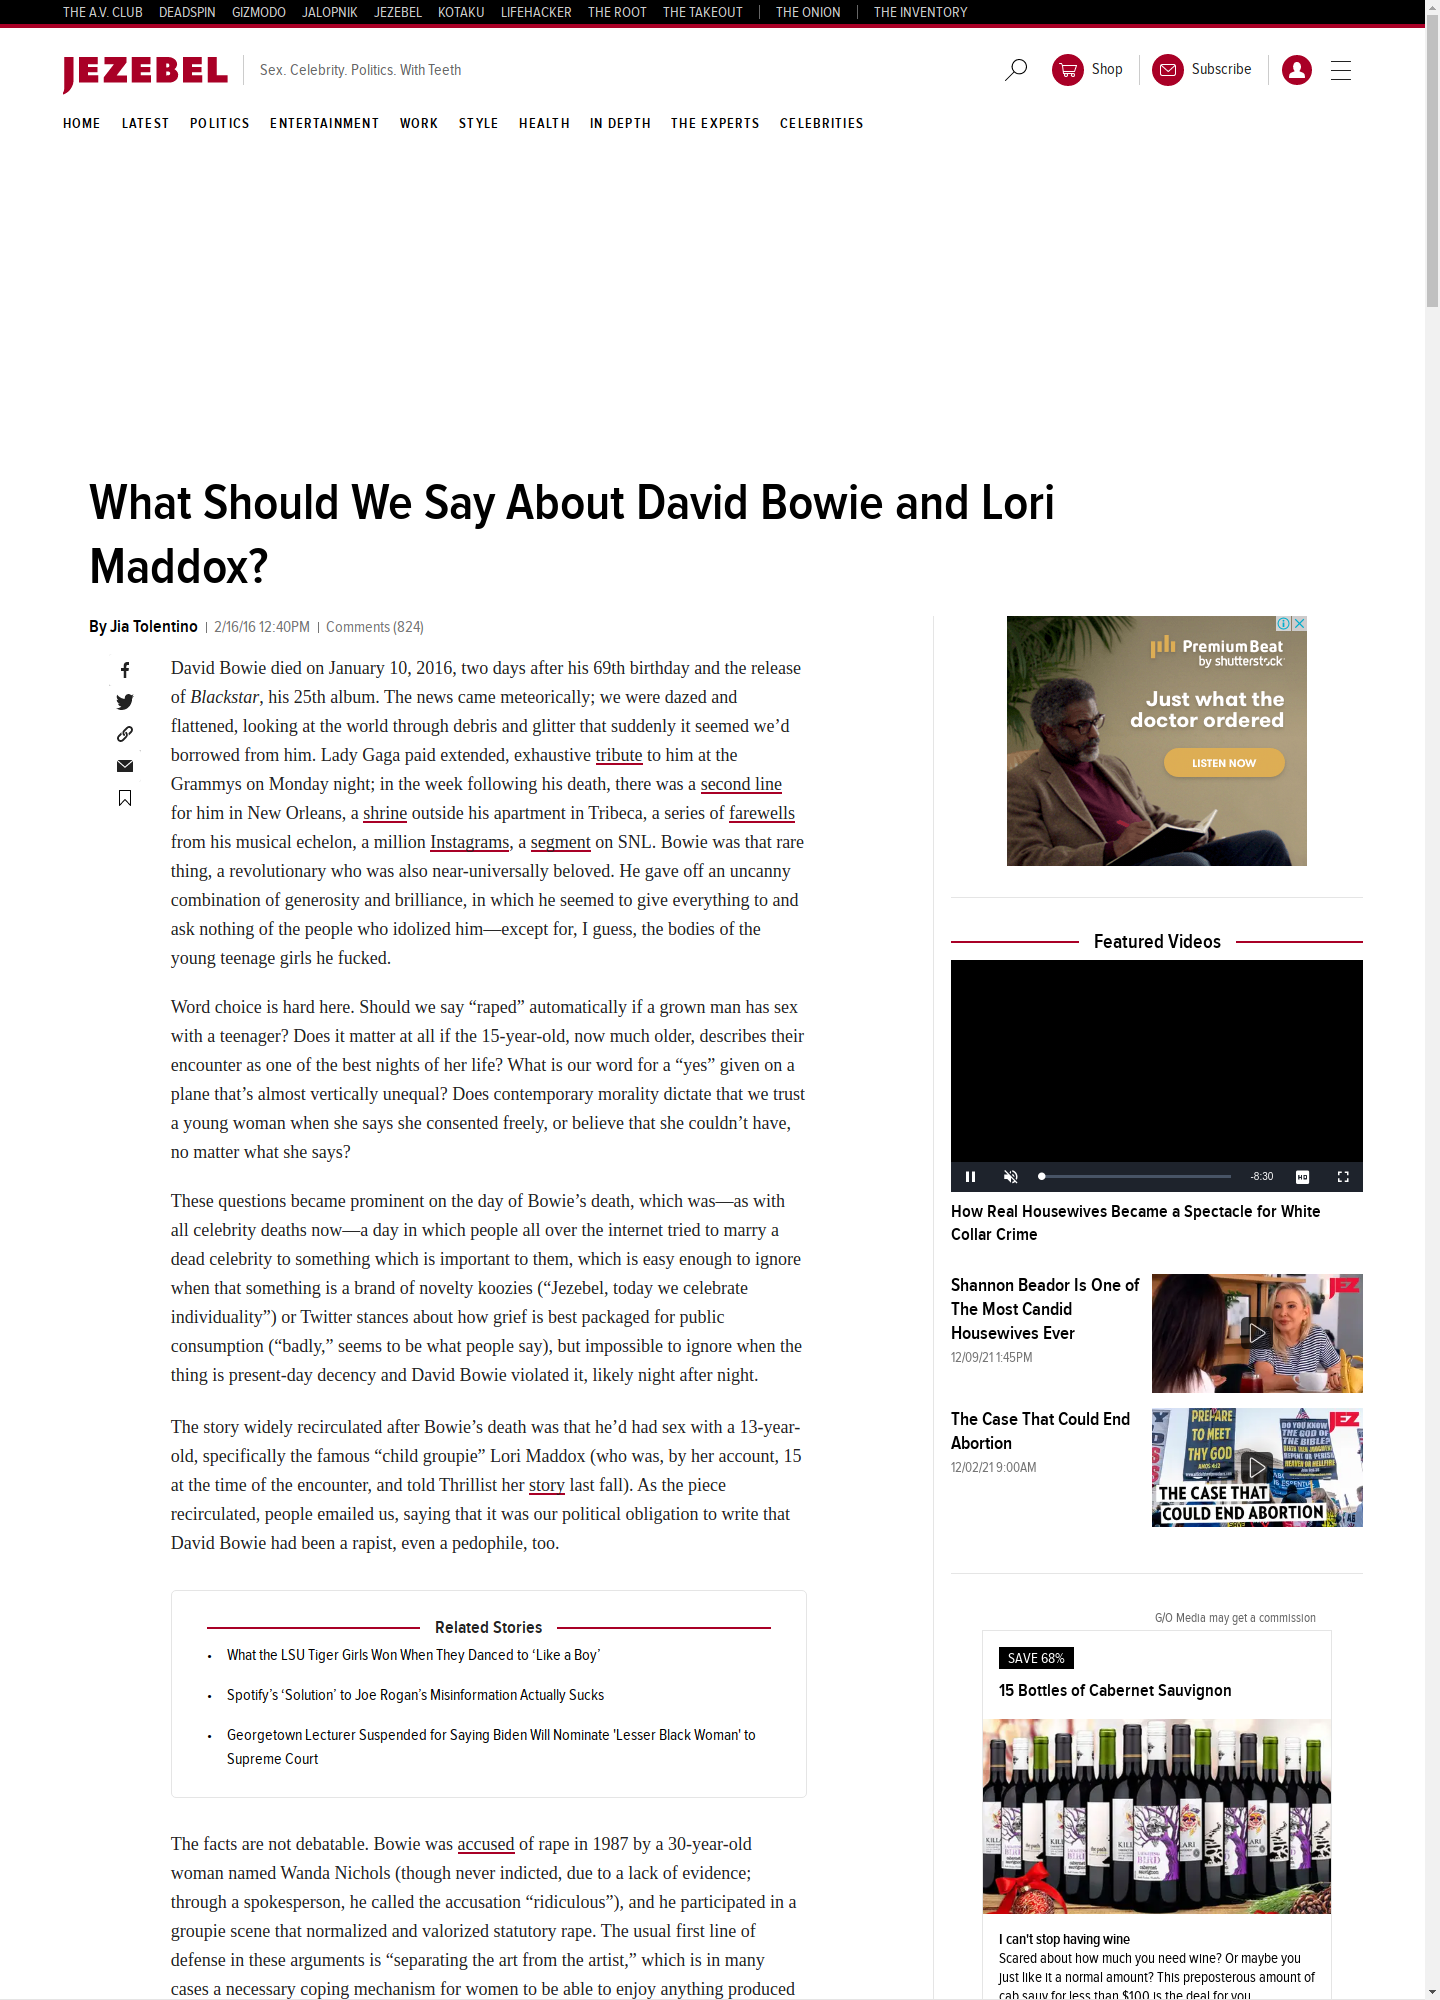 THE A.V. CLUB DEADSPIN GIZMODO JALOPNIK JEZEBEL KOTAKU LIFEHACKER THE ROOT THE TAKEOUT THE ONION THE INVENTORY
JEZEBEL Sex. Celebrity. Politics. With Teeth Shop Subscribe
HOME LATEST POLITICS ENTERTAINMENT WORK STYLE HEALTH IN DEPTH THE EXPERTS CELEBRITIES
What Should We Say About David Bowie and Lori
Maddox?
By Jia Tolentino 2/16/16 12:40PM Comments (824)
David Bowie died on January 10, 2016, two days after his 69th birthday and the release
of Blackstar, his 25th album. The news came meteorically; we were dazed and
flattened, looking at the world through debris and glitter that suddenly it seemed we’d
borrowed from him. Lady Gaga paid extended, exhaustive tribute to him at the
Grammys on Monday night; in the week following his death, there was a second line
for him in New Orleans, a shrine outside his apartment in Tribeca, a series of farewells
from his musical echelon, a million Instagrams, a segment on SNL. Bowie was that rare
thing, a revolutionary who was also near-universally beloved. He gave off an uncanny
combination of generosity and brilliance, in which he seemed to give everything to and
ask nothing of the people who idolized him—except for, I guess, the bodies of the
young teenage girls he fucked.
Word choice is hard here. Should we say “raped” automatically if a grown man has sex
with a teenager? Does it matter at all if the 15-year-old, now much older, describes their
encounter as one of the best nights of her life? What is our word for a “yes” given on a
plane that’s almost vertically unequal? Does contemporary morality dictate that we trust
a young woman when she says she consented freely, or believe that she couldn’t have,
no matter what she says?
These questions became prominent on the day of Bowie’s death, which was—as with
all celebrity deaths now—a day in which people all over the internet tried to marry a
dead celebrity to something which is important to them, which is easy enough to ignore
when that something is a brand of novelty koozies (“Jezebel, today we celebrate
individuality”) or Twitter stances about how grief is best packaged for public
consumption (“badly,” seems to be what people say), but impossible to ignore when the
thing is present-day decency and David Bowie violated it, likely night after night.
The story widely recirculated after Bowie’s death was that he’d had sex with a 13-year-
old, specifically the famous “child groupie” Lori Maddox (who was, by her account, 15
at the time of the encounter, and told Thrillist her story last fall). As the piece
recirculated, people emailed us, saying that it was our political obligation to write that
David Bowie had been a rapist, even a pedophile, too.
Related Stories
• What the LSU Tiger Girls Won When They Danced to ‘Like a Boy’
• Spotify’s ‘Solution’ to Joe Rogan’s Misinformation Actually Sucks
• Georgetown Lecturer Suspended for Saying Biden Will Nominate 'Lesser Black Woman' to
Supreme Court
The facts are not debatable. Bowie was accused of rape in 1987 by a 30-year-old
woman named Wanda Nichols (though never indicted, due to a lack of evidence;
through a spokesperson, he called the accusation “ridiculous”), and he participated in a
groupie scene that normalized and valorized statutory rape. The usual first line of
defense in these arguments is “separating the art from the artist,” which is in many
cases a necessary coping mechanism for women to be able to enjoy anything produced
PremiumBeat
by shutterstock
Just what the
doctor ordered
LISTEN NOW
Featured Videos
-8:30 HD
How Real Housewives Became a Spectacle for White
Collar Crime
Shannon Beador Is One of
The Most Candid
Housewives Ever
12/09/21 1:45PM
JEZ
The Case That Could End
Abortion
12/02/21 9:00AM
JEZ
PREPARE
TO MEET
THY GOD
AMOS 4:12
DO YOU KNOW
THE GOD OF
THE BIBLE?
THE CASE THAT
COULD END ABORTION
G/O Media may get a commission
SAVE 68%
15 Bottles of Cabernet Sauvignon
I can't stop having wine
Scared about how much you need wine? Or maybe you
just like it a normal amount? This preposterous amount of
cab sauv for less than $100 is the deal for you.